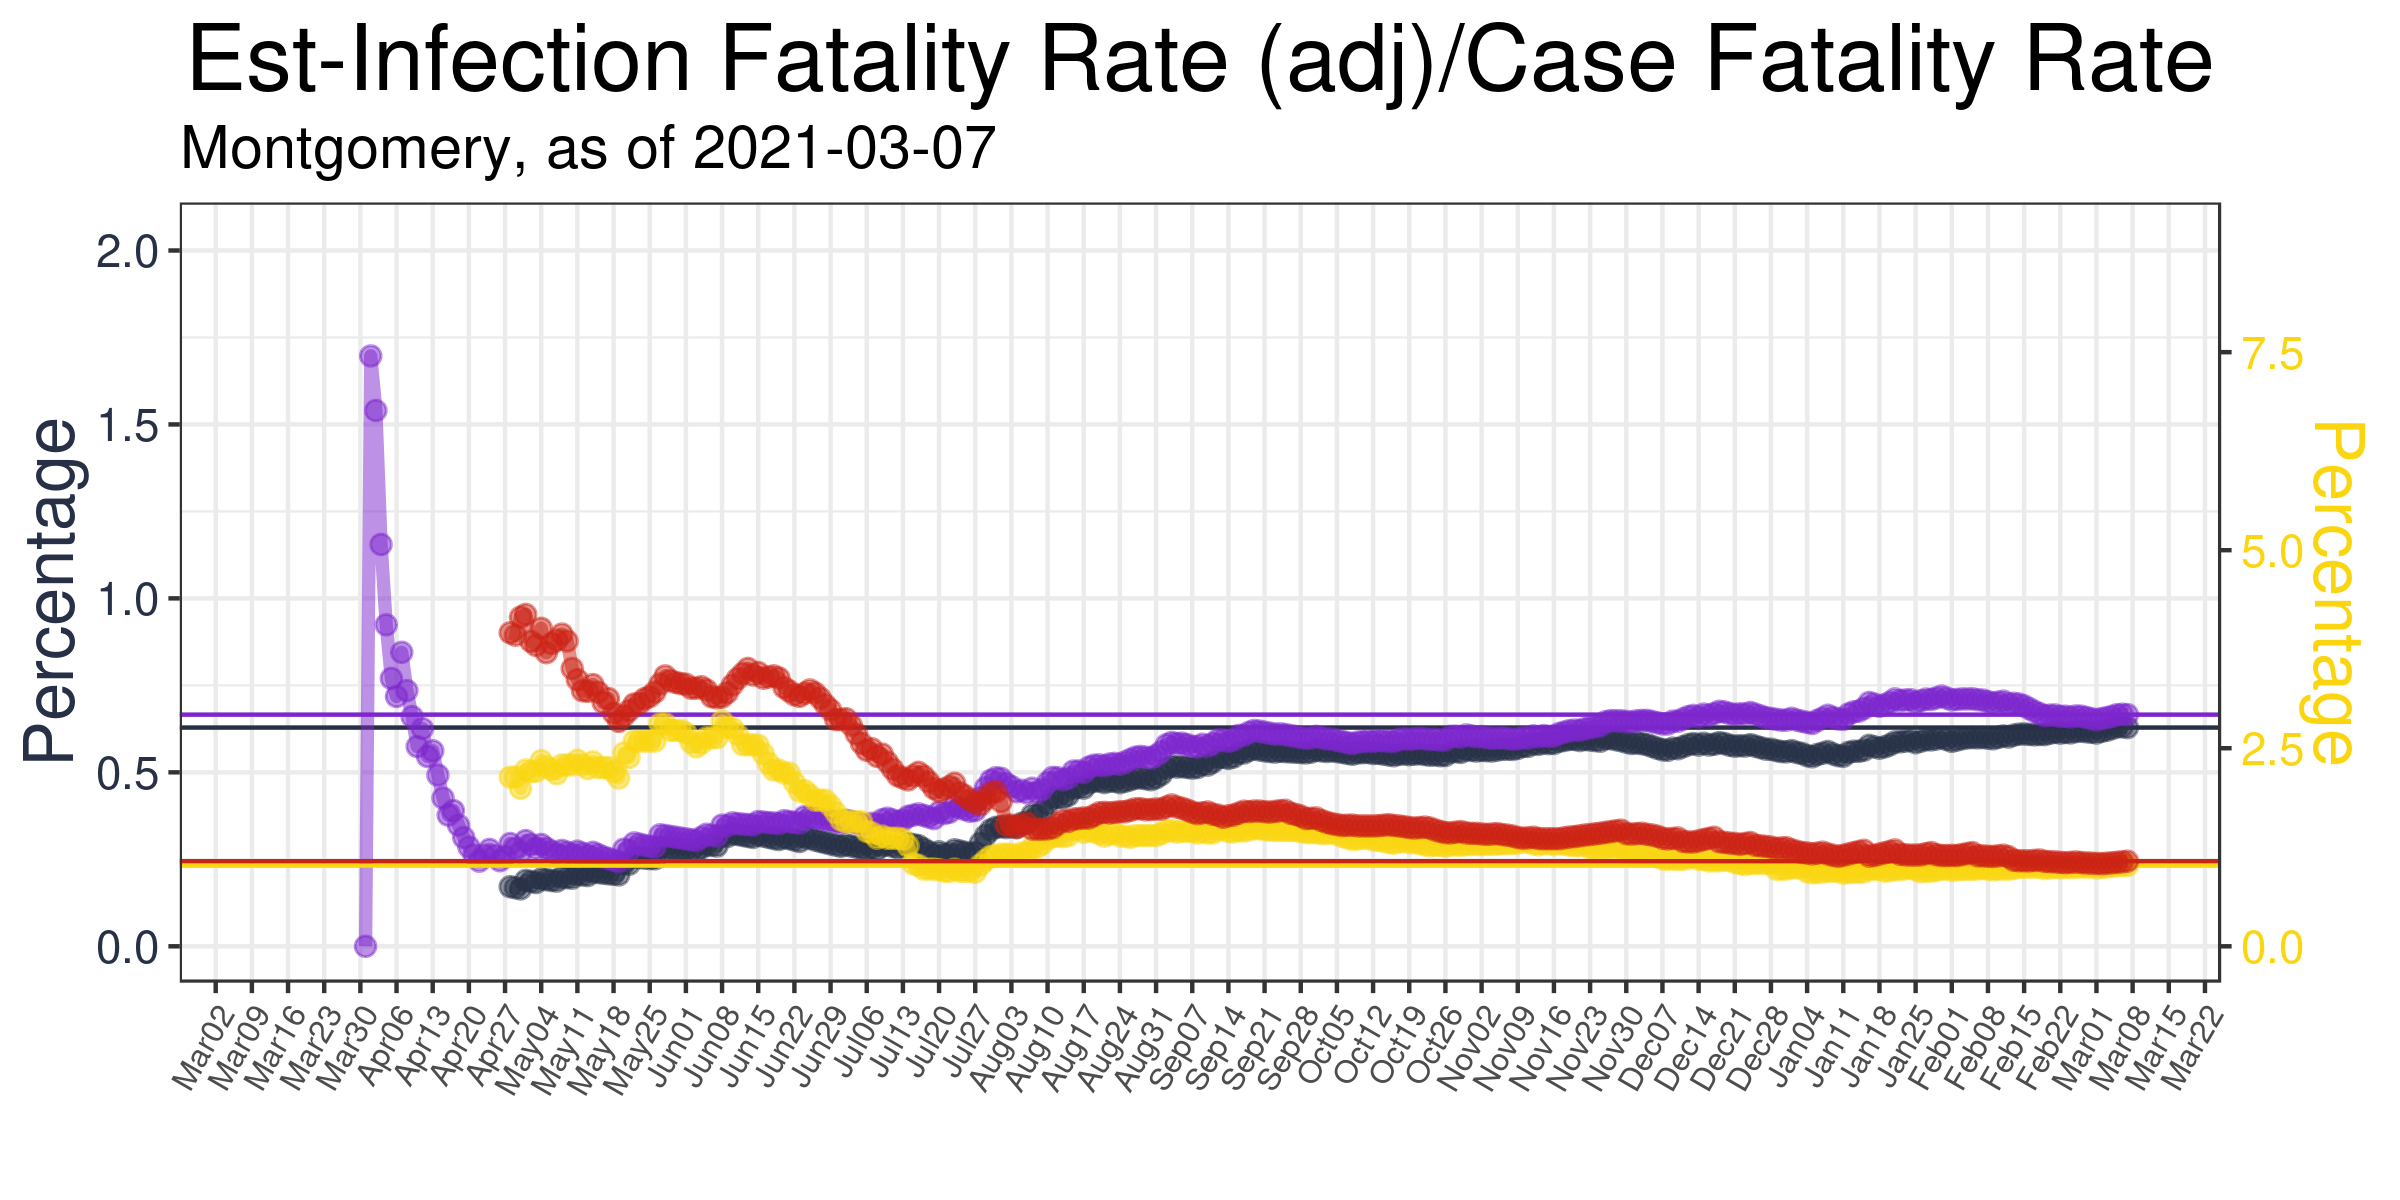 Est-Infection Fatality Rate (adj)/Case Fatality Rate
Montgomery, as of 2021-03-07
Percentage
2.0
1.5
1.0
0.5
0.0
7.5
5.0
2.5
0.0
Percentage
Mar02
Mar09
Mar16
Mar23
Mar30
Apr06
Apr13
Apr20
Apr27
May04
May11
May18
May25
Jun01
Jun08
Jun15
Jun22
Jun29
Jul06
Jul13
Jul20
Jul27
Aug03
Aug10
Aug17
Aug24
Aug31
Sep07
Sep14
Sep21
Sep28
Oct05
Oct12
Oct19
Oct26
Nov02
Nov09
Nov16
Nov23
Nov30
Dec07
Dec14
Dec21
Dec28
Jan04
Jan11
Jan18
Jan25
Feb01
Feb08
Feb15
Feb22
Mar01
Mar08
Mar15
Mar22